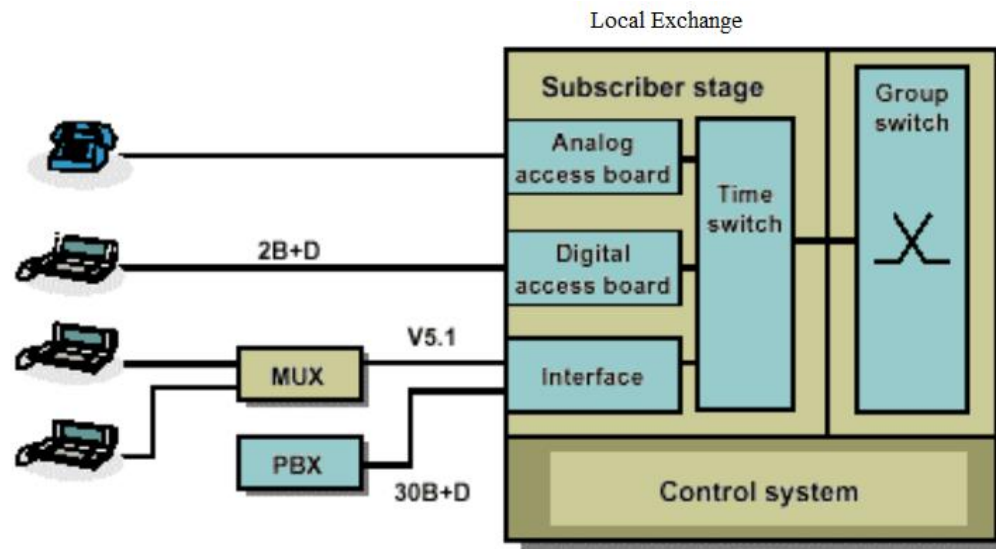 Local Exchange
Subscriber stage
Group
switch
Analog
access board
Time
switch
2B+D
Digital
access board
V5.1
MUX
Interface
PBX
30B+D
Control system